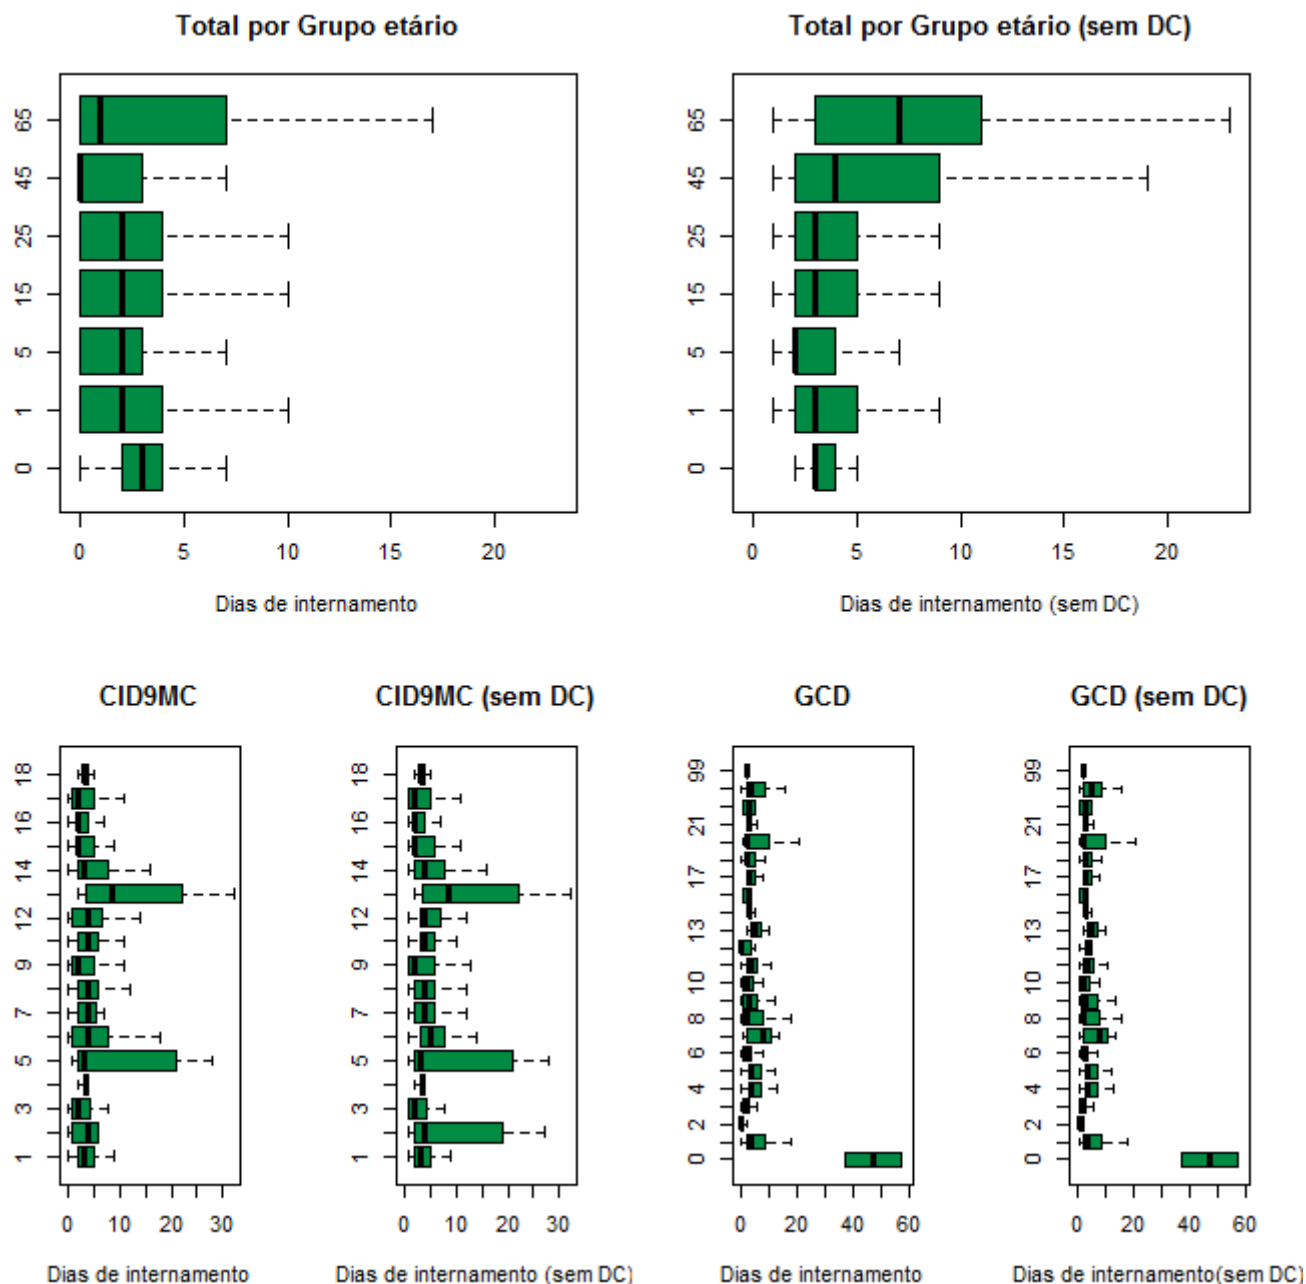 Total por Grupo etário
65
45
25
15
5
1
0
0 5 10 15 20
Dias de internamento
Total por Grupo etário (sem DC)
65
45
25
15
5
1
0
0 5 10 15 20
Dias de internamento (sem DC)
CID9MC
18
16
14
12
9
7
5
3
1
0 10 20 30
Dias de internamento
CID9MC (sem DC)
18
16
14
12
9
7
5
3
1
0 10 20 30
Dias de internamento (sem DC)
GCD
99
21
17
13
10
8
6
4
2
0
0 20 40 60
Dias de internamento
GCD (sem DC)
99
21
17
13
10
8
6
4
2
0
0 20 40 60
Dias de internamento(sem DC)